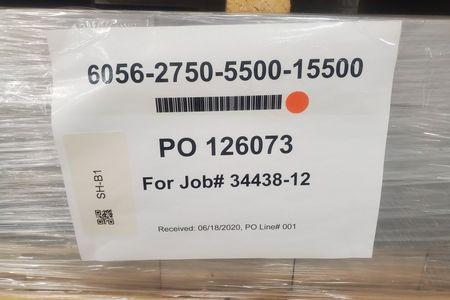 6056-2750-5500-15500
PO 126073
For Job# 34438-12
SH-B1
Received: 06/18/2020, PO Line# 001